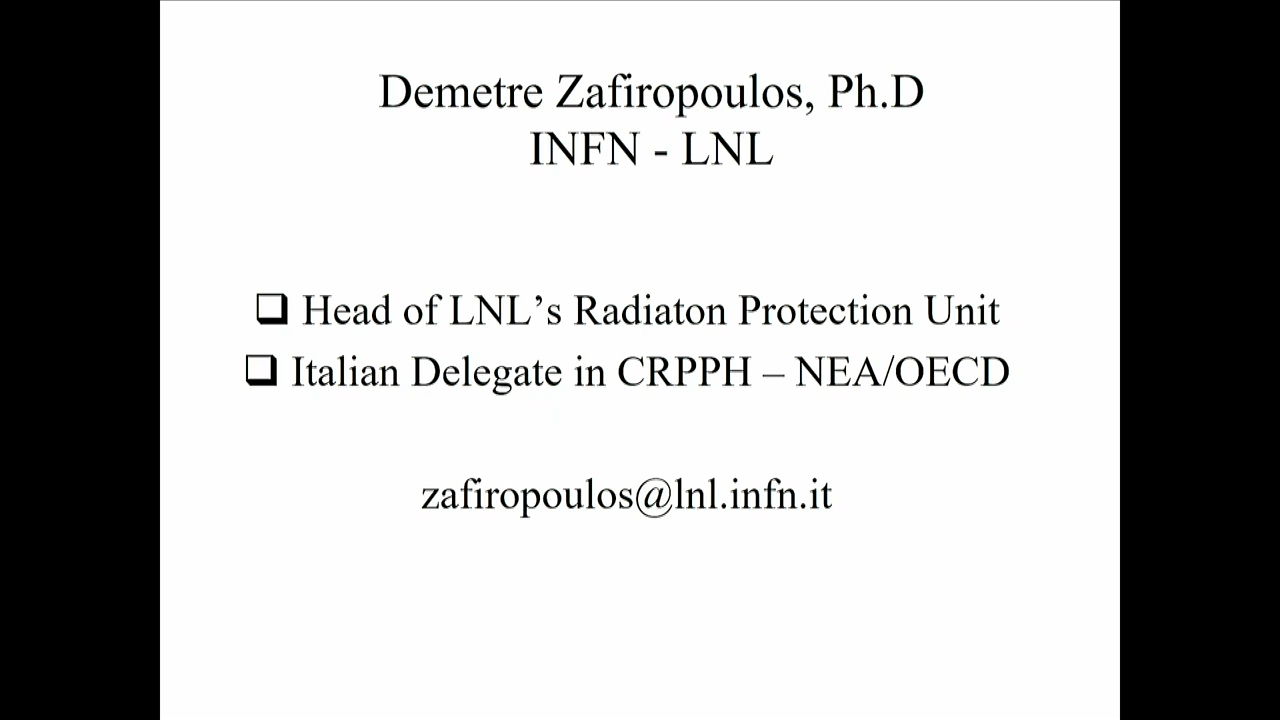 Demetre Zafiropoulos, Ph.D
INFN - LNL
❑ Head of LNL’s Radiaton Protection Unit
❑ Italian Delegate in CRPPH – NEA/OECD
zafiropoulos@lnl.infn.it